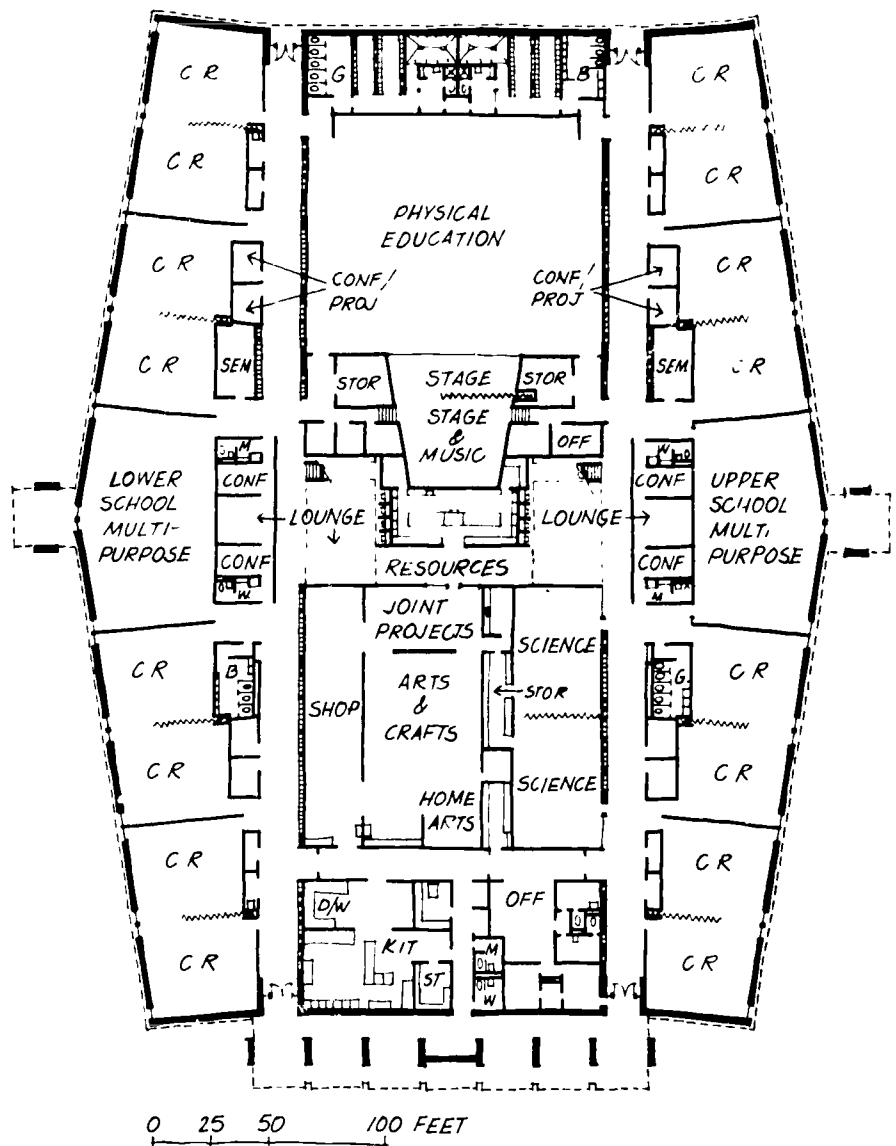 G
B
C R
C R
C R
C R
PHYSICAL
EDUCATION
C R
C R
CONF/
PROJ
CONF/
PROJ
SEM
SEM
C R
C R
STOR
STAGE
STOR
STAGE
&
MUSIC
OFF
M
W
CONF
CONF
LOWER
SCHOOL
MULTI-
PURPOSE
LOUNGE
LOUNGE
UPPER
SCHOOL
MULTI
PURPOSE
CONF
CONF
W
M
RESOURCES
JOINT
PROJECTS
SCIENCE
C R
B
G
C R
SHOP
ARTS
&
CRAFTS
STOR
C R
C R
HOME
ARTS
SCIENCE
C R
C R
D/W
OFF
KIT
M
ST
W
C R
C R
0 25 50 100 FEET